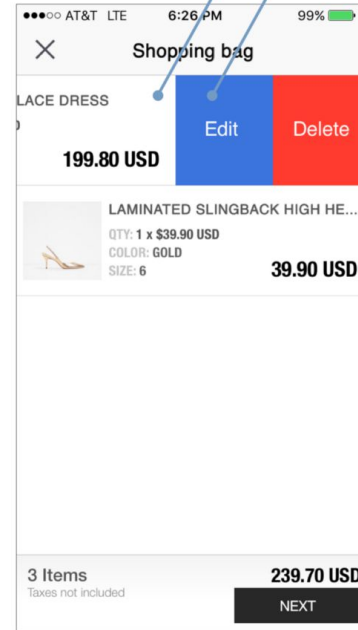 AT&T LTE 6:26 PM 99%
Shopping bag
LACE DRESS
199.80 USD
Edit
Delete
LAMINATED SLINGBACK HIGH HE...
QTY: 1 x $39.90 USD
COLOR: GOLD
SIZE: 6
39.90 USD
3 Items
239.70 USD
Taxes not included
NEXT